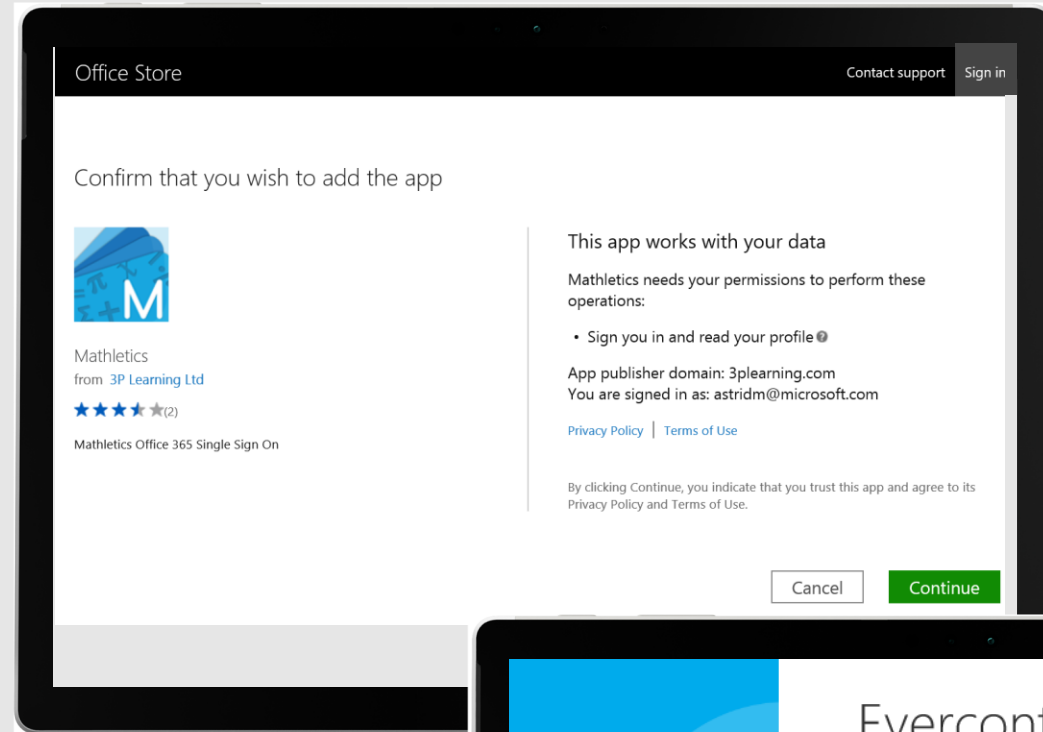 Office Store
Contact support
Sign in
Confirm that you wish to add the app
M
Mathletics
from 3P Learning Ltd
(2)
Mathletics Office 365 Single Sign On
This app works with your data
Mathletics needs your permissions to perform these
operations:
• Sign you in and read your profile
App publisher domain: 3plearning.com
You are signed in as: astridm@microsoft.com
Privacy Policy | Terms of Use
By clicking Continue, you indicate that you trust this app and agree to its
Privacy Policy and Terms of Use.
Cancel
Continue